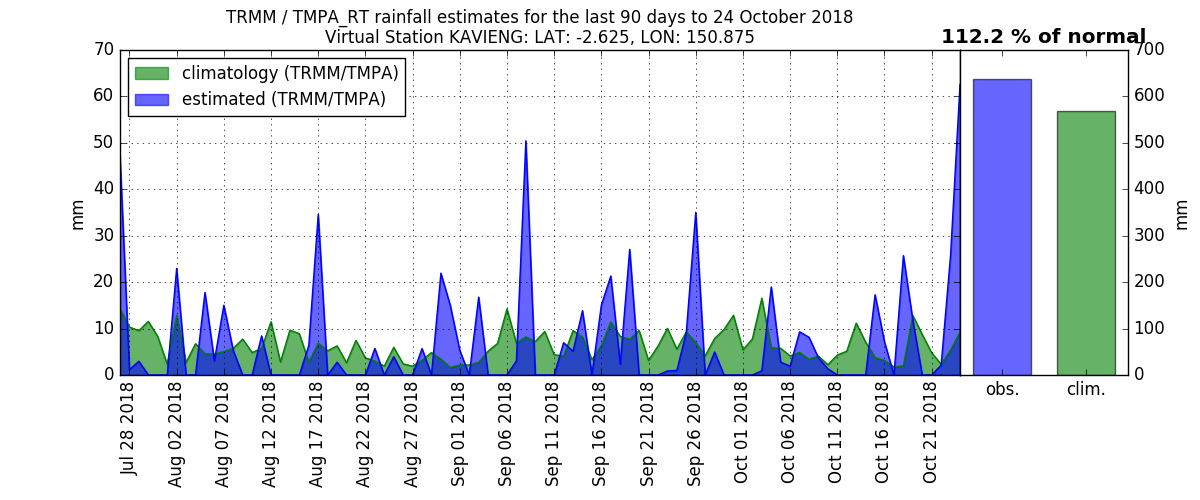 TRMM / TMPA_RT rainfall estimates for the last 90 days to 24 October 2018
Virtual Station KAVIENG: LAT: -2.625, LON: 150.875
112.2 % of normal
climatology (TRMM/TMPA)
estimated (TRMM/TMPA)
70
60
50
40
30
20
10
0
mm
Jul 28 2018
Aug 02 2018
Aug 07 2018
Aug 12 2018
Aug 17 2018
Aug 22 2018
Aug 27 2018
Sep 01 2018
Sep 06 2018
Sep 11 2018
Sep 16 2018
Sep 21 2018
Sep 26 2018
Oct 01 2018
Oct 06 2018
Oct 11 2018
Oct 16 2018
Oct 21 2018
obs.
clim.
700
600
500
400
300
200
100
0
mm